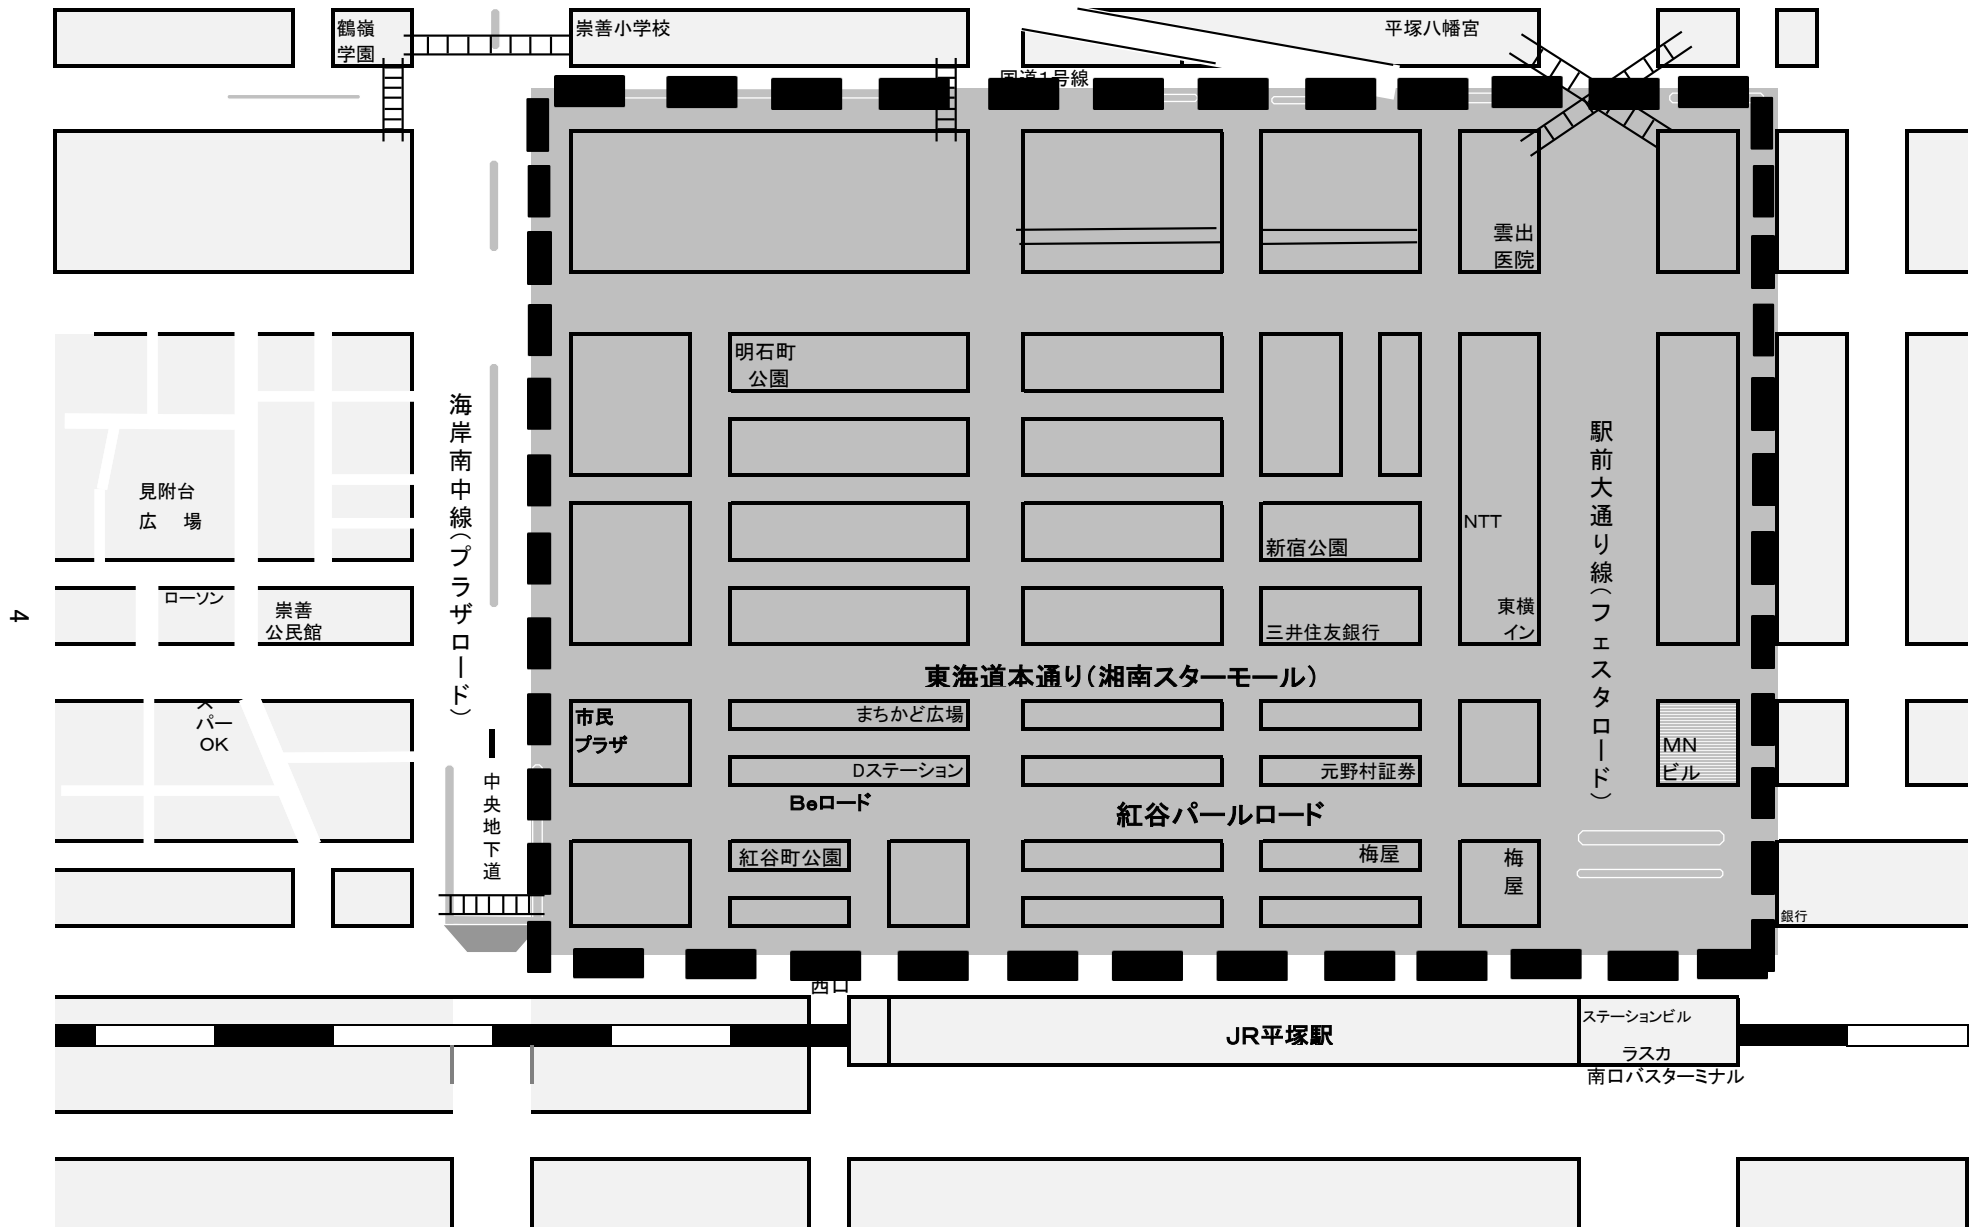 鶴嶺
学園
崇善小学校
平塚八幡宮
国道1号線
雲出
医院
明石町
公園
海岸南中線(プラザロード)
駅前大通り線(フェスタロード)
見附台
広 場
NTT
新宿公園
4
ローソン
崇善
公民館
東横
イン
三井住友銀行
東海道本通り(湘南スターモール)
パー
OK
市民
プラザ
まちかど広場
MN
ビル
中央地下道
Dステーション
元野村証券
Beロード
紅谷パールロード
紅谷町公園
梅屋
梅屋
銀行
西口
JR平塚駅
ステーションビル
ラスカ
南口バスターミナル